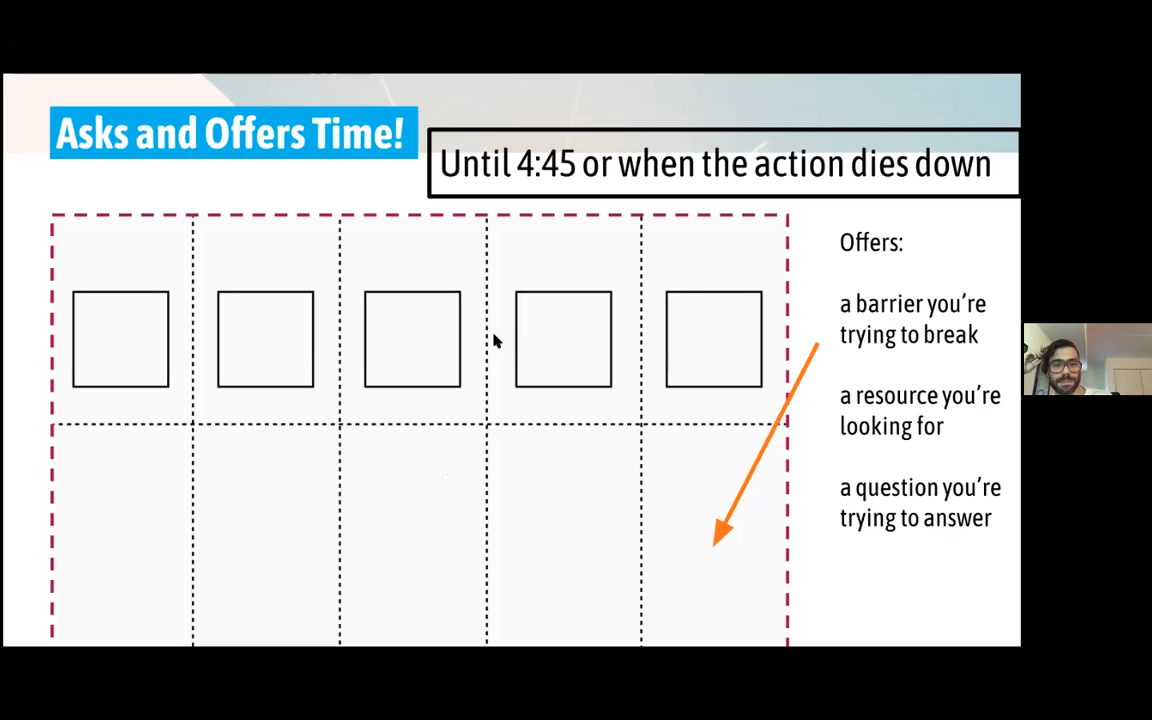 Asks and Offers Time!
Until 4:45 or when the action dies down
Offers:
a barrier you’re
trying to break
a resource you’re
looking for
a question you’re
trying to answer